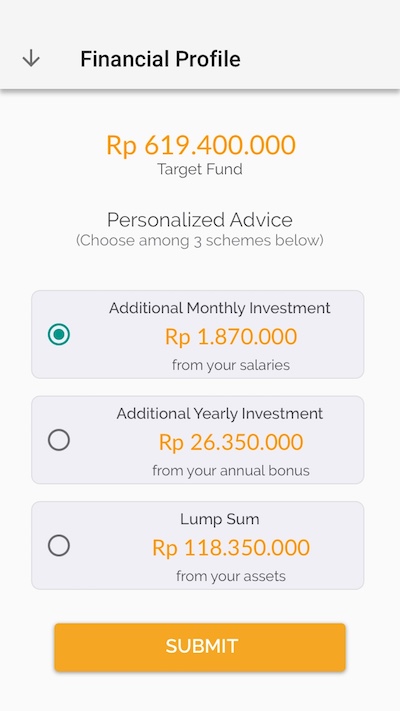 Financial Profile
Rp 619.400.000
Target Fund
Personalized Advice
(Choose among 3 schemes below)
Additional Monthly Investment
Rp 1.870.000
from your salaries
Additional Yearly Investment
Rp 26.350.000
from your annual bonus
Lump Sum
Rp 118.350.000
from your assets
SUBMIT